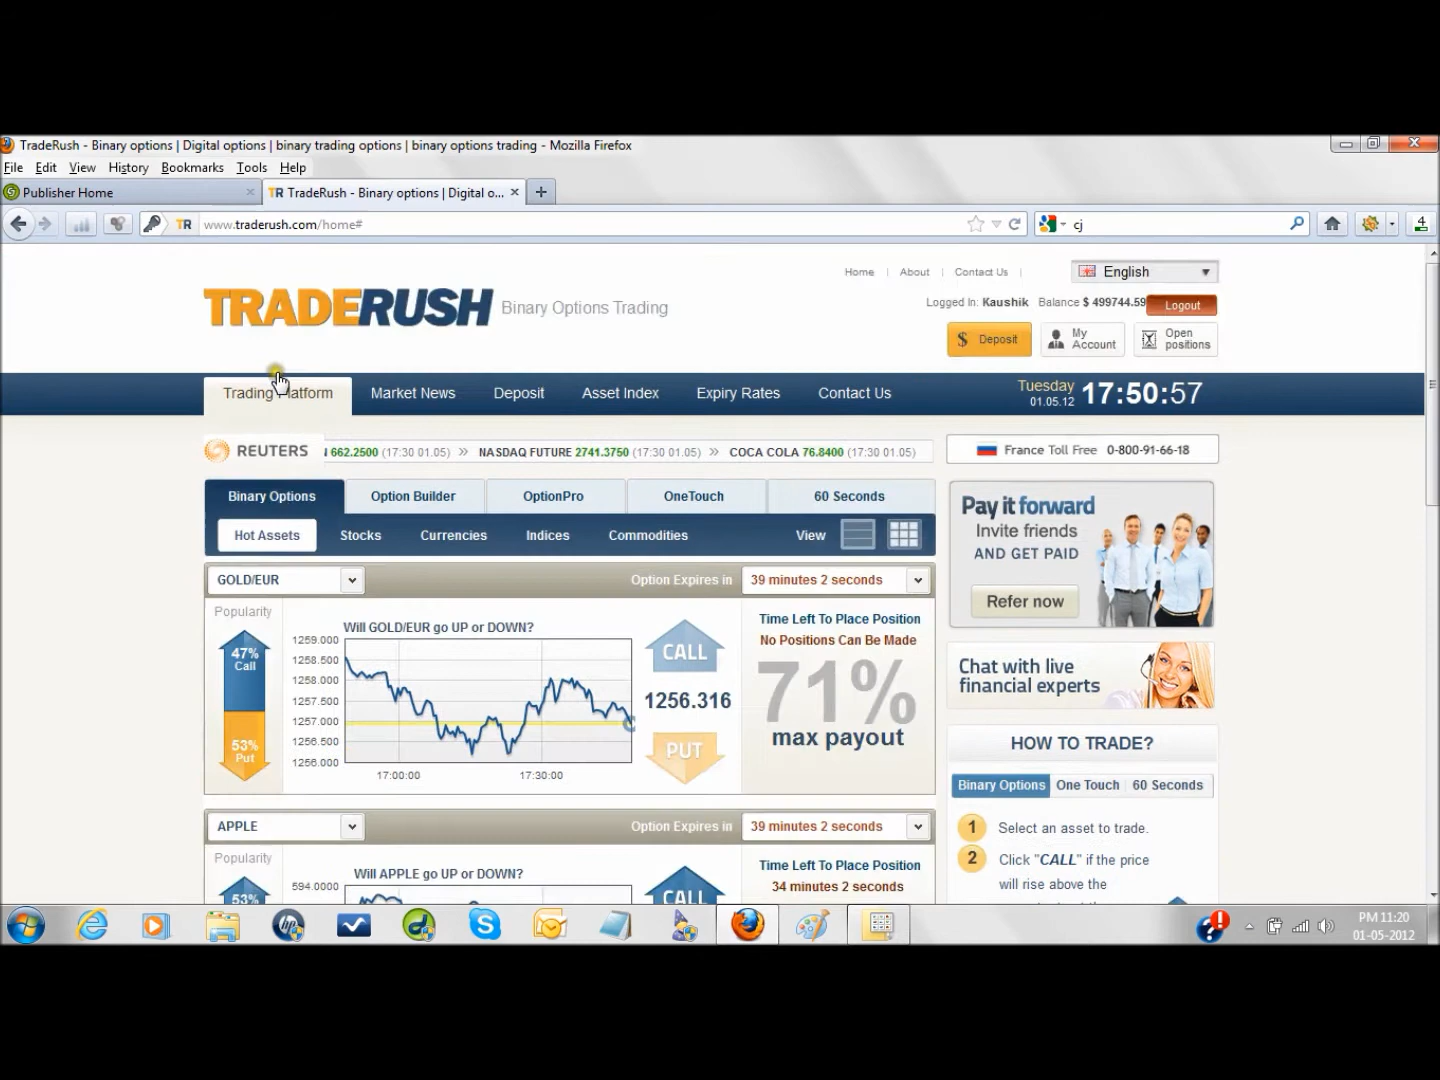 TradeRush - Binary options | Digital options | binary trading options | binary options trading - Mozilla Firefox
File Edit View History Bookmarks Tools Help
Publisher Home
TR TradeRush - Binary options | Digital o...
TR www.traderush.com/home#
cj
4
Home | About | Contact Us |
English
TRADERUSH Binary Options Trading
Logged In: Kaushik Balance $ 499744.59 Logout
$ Deposit
My Account
Open positions
Trading Platform Market News Deposit Asset Index Expiry Rates Contact Us
Tuesday
01.05.12
17:50:57
REUTERS
662.2500 (17:30 01.05) >> NASDAQ FUTURE 2741.3750 (17:30 01.05) >> COCA COLA 76.8400 (17:30 01.05)
France Toll Free 0-800-91-66-18
Binary Options Option Builder OptionPro OneTouch 60 Seconds
Hot Assets Stocks Currencies Indices Commodities View
Pay it forward
Invite friends
AND GET PAID
Refer now
GOLD/EUR Option Expires in 39 minutes 2 seconds
Popularity
47%
Call
53%
Put
Will GOLD/EUR go UP or DOWN?
1259.000
1258.500
1258.000
1257.500
1257.000
1256.500
1256.000
17:00:00 17:30:00
CALL
1256.316
PUT
Time Left To Place Position
No Positions Can Be Made
71%
max payout
Chat with live
financial experts
HOW TO TRADE?
Binary Options One Touch 60 Seconds
1 Select an asset to trade.
2 Click "CALL" if the price
will rise above the
APPLE Option Expires in 39 minutes 2 seconds
Popularity
53%
Will APPLE go UP or DOWN?
594.0000
CALL
Time Left To Place Position
34 minutes 2 seconds
PM 11:20
01-05-2012